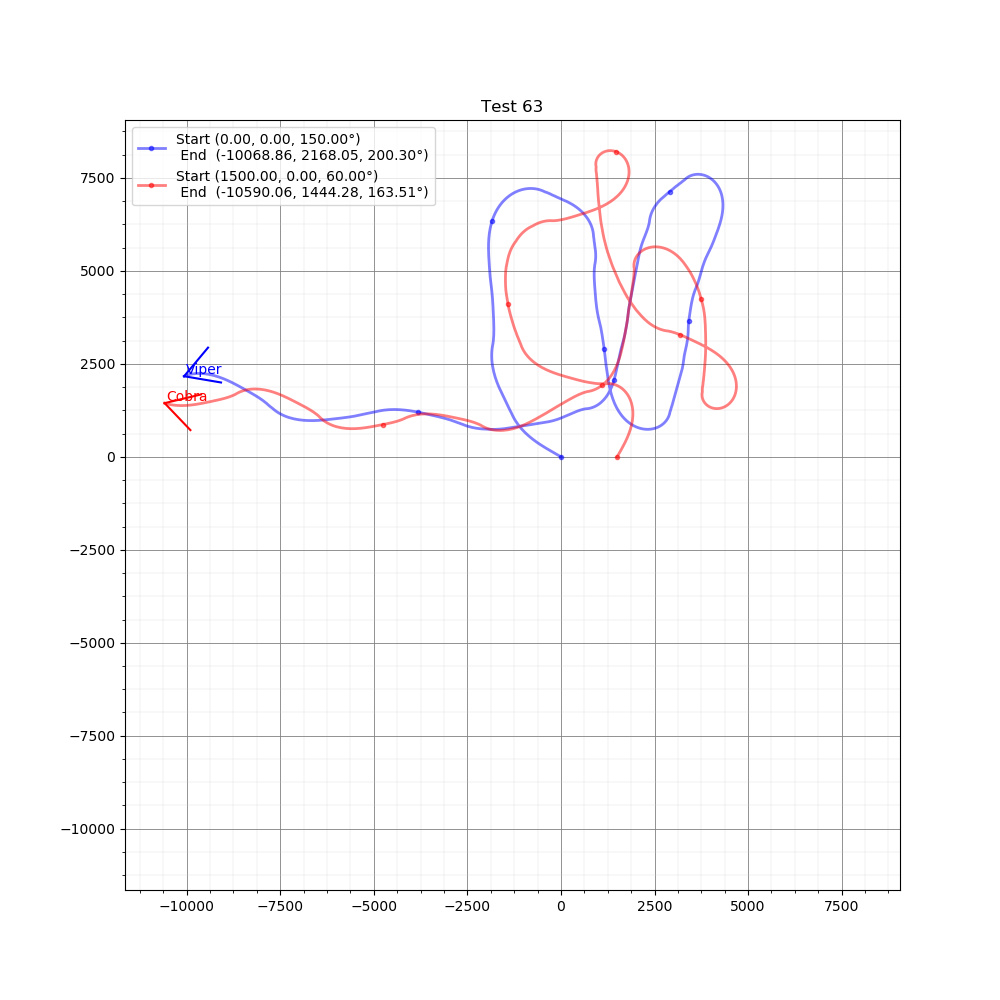 Test 63
Start (0.00, 0.00, 150.00°)
End  (-10068.86, 2168.05, 200.30°)
Start (1500.00, 0.00, 60.00°)
End  (-10590.06, 1444.28, 163.51°)
7500
5000
2500
0
−2500
−5000
−7500
−10000
Viper
Cobra
−10000 −7500 −5000 −2500 0 2500 5000 7500